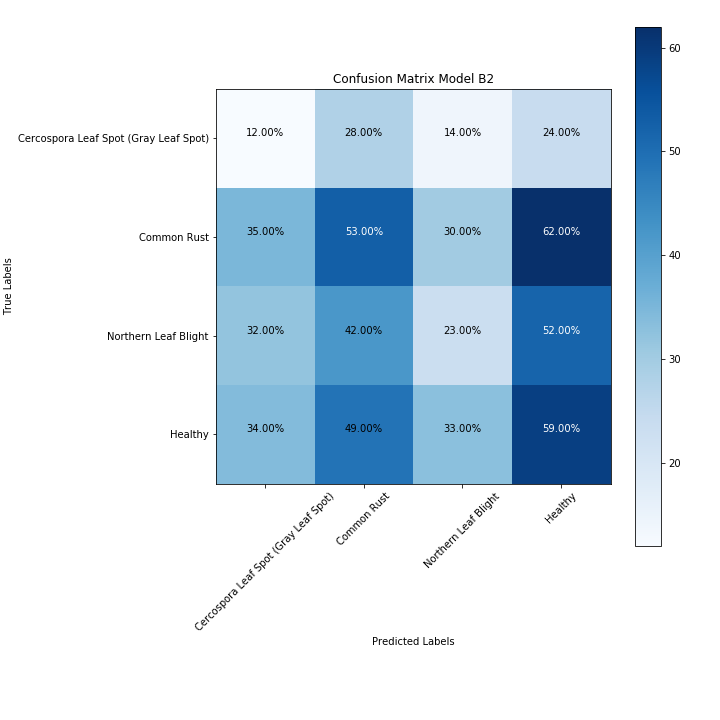 Confusion Matrix Model B2
60
50
40
30
20
True Labels
Cercospora Leaf Spot (Gray Leaf Spot)
12.00% 28.00% 14.00% 24.00%
Common Rust
35.00% 53.00% 30.00% 62.00%
Northern Leaf Blight
32.00% 42.00% 23.00% 52.00%
Healthy
34.00% 49.00% 33.00% 59.00%
Cercospora Leaf Spot (Gray Leaf Spot)
Common Rust
Northern Leaf Blight
Healthy
Predicted Labels